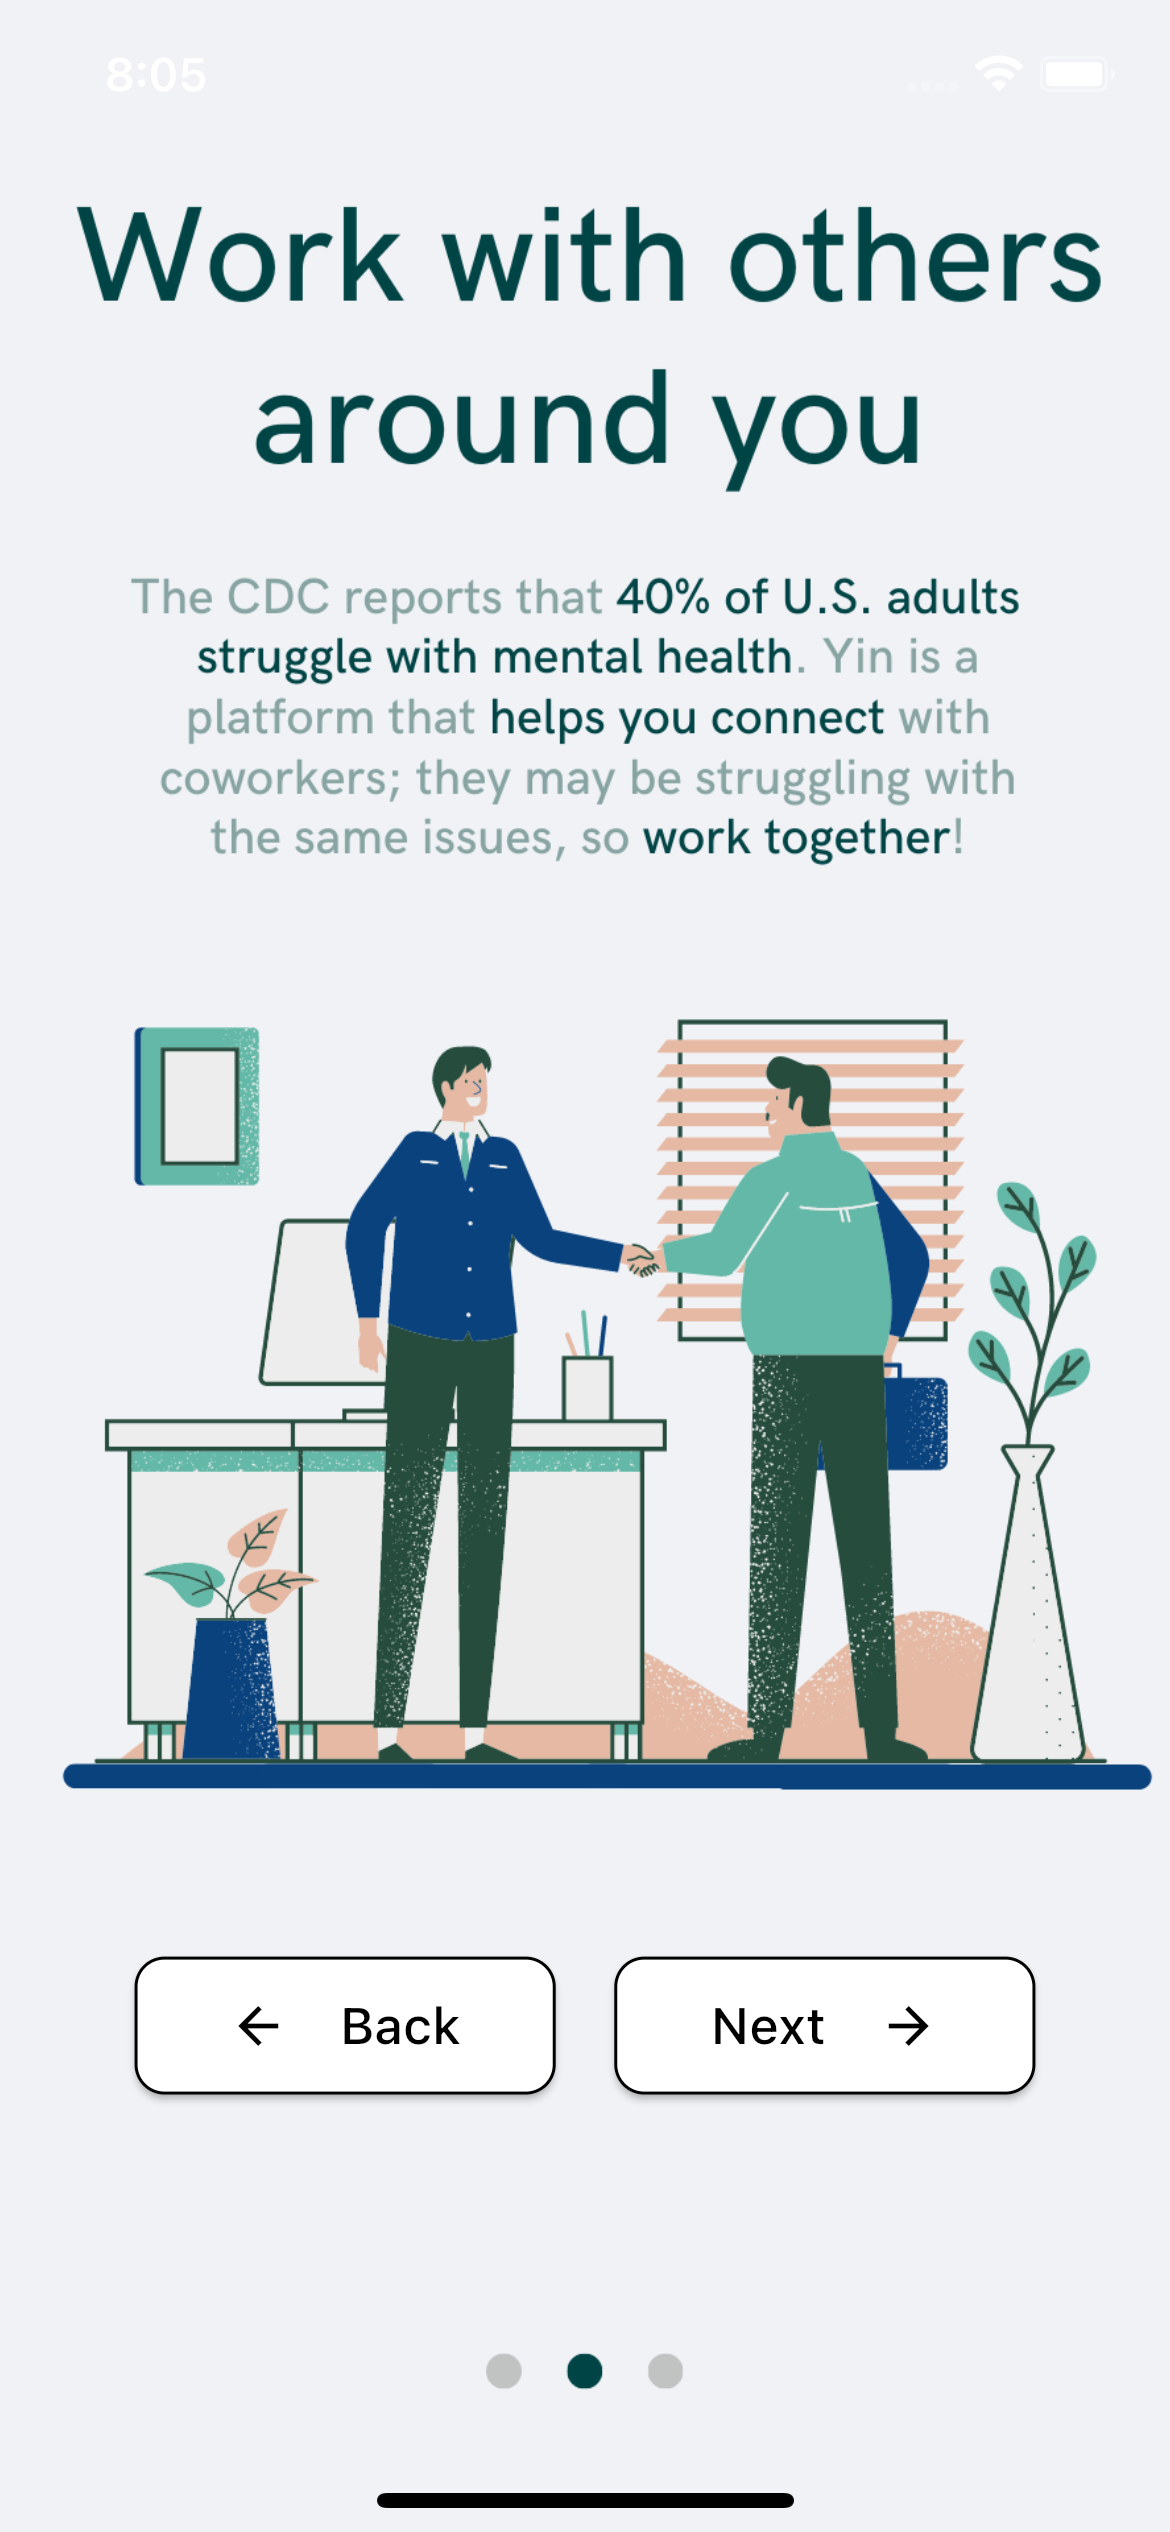 8:05
Work with others
around you
The CDC reports that 40% of U.S. adults
struggle with mental health. Yin is a
platform that helps you connect with
coworkers; they may be struggling with
the same issues, so work together!
Back
Next